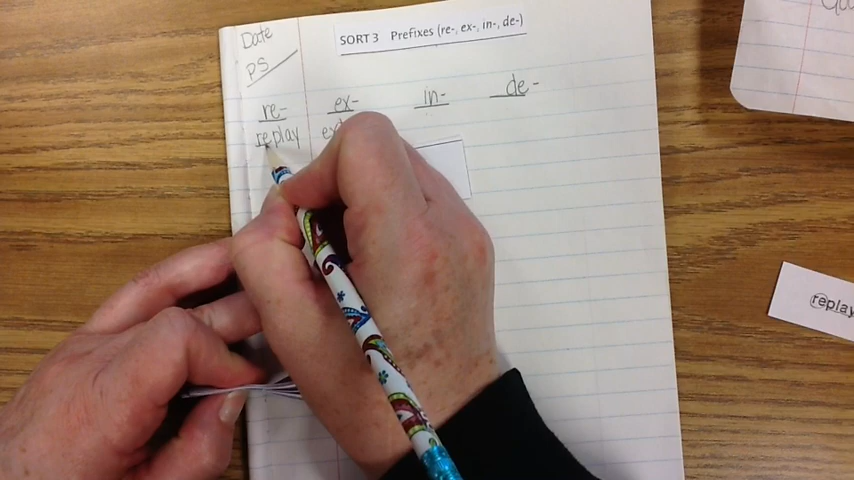 Date
SORT 3 Prefixes (re-, ex-, in-, de-)
PS
re- ex- in- de-
replay
replay